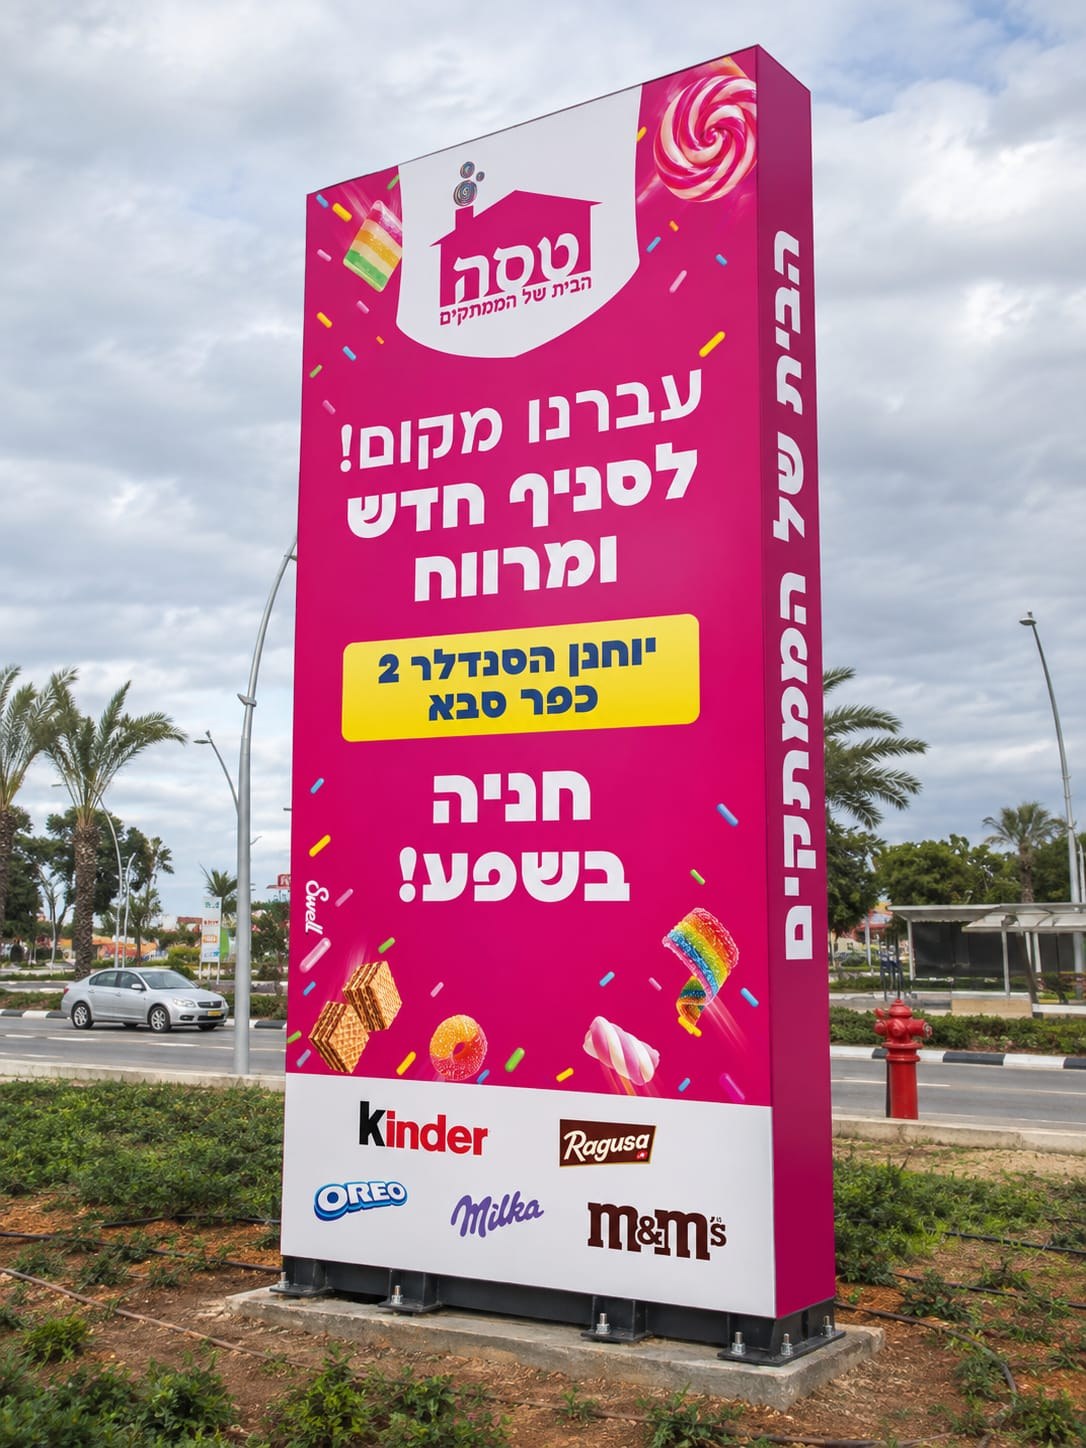 טסה
הבית של הממתקים
עברנו מקום!
לסניף חדש
ומרווח
יוחנן הסנדלר 2
כפר סבא
חניה
בשפע!
Swell
kinder
Ragusa
OREO
Milka
m&m's
הבית של הממתקים